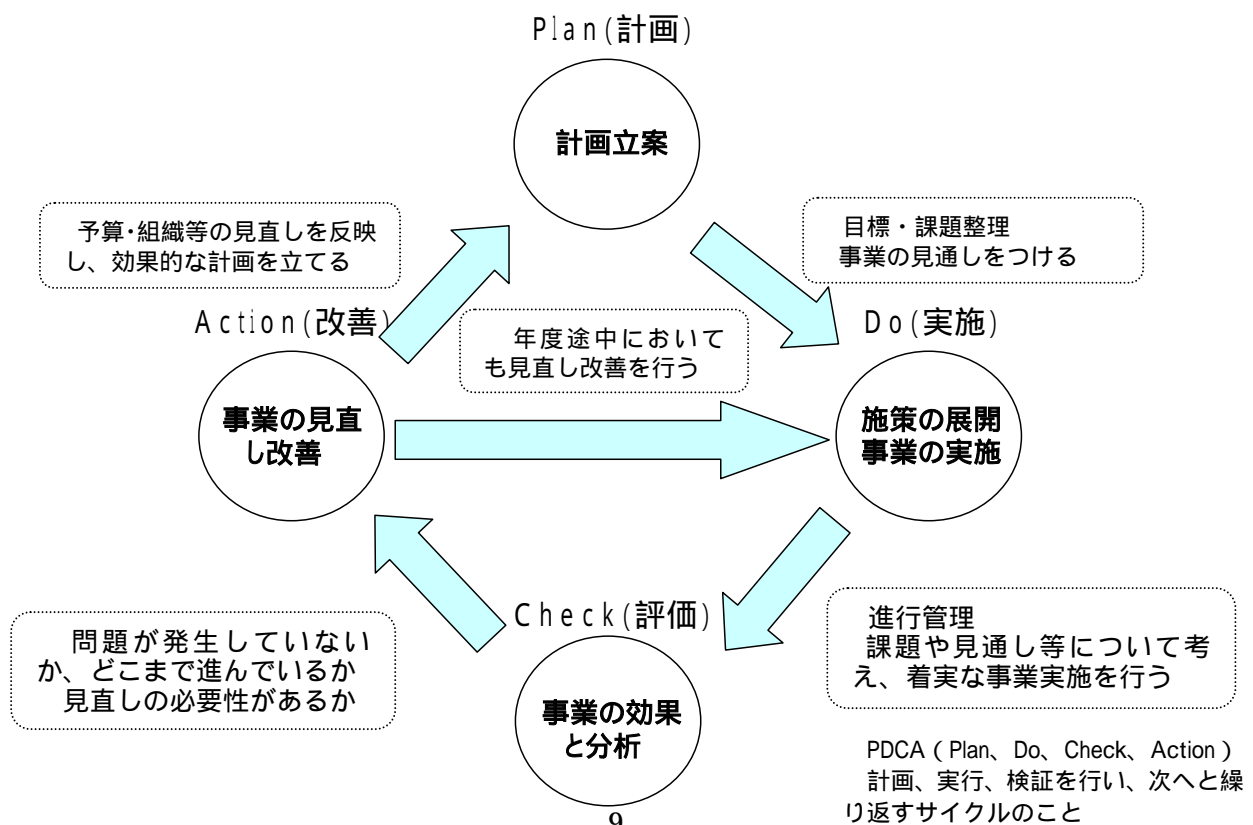 Plan(計画)
計画立案
予算・組織等の見直しを反映
し、効果的な計画を立てる
目標・課題整理
事業の見通しをつける
Action(改善)
年度途中において
も見直し改善を行う
Do(実施)
事業の見直
し改善
施策の展開
事業の実施
Check(評価)
問題が発生していない
か、どこまで進んでいるか
見直しの必要性があるか
進行管理
課題や見通し等について考
え、着実な事業実施を行う
事業の効果
と分析
PDCA(Plan、Do、Check、Action)
計画、実行、検証を行い、次へと繰
り返すサイクルのこと
9